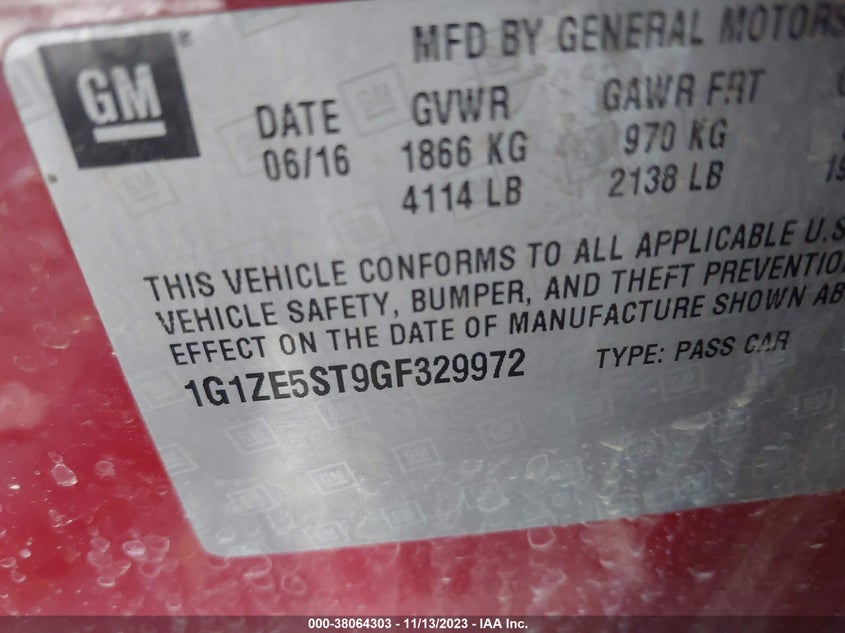 GM
®
MFD BY GENERAL MOTORS
DATE GVWR GAWR FRT
06/16 1866 KG 970 KG
4114 LB 2138 LB 19
THIS VEHICLE CONFORMS TO ALL APPLICABLE U.S
VEHICLE SAFETY, BUMPER, AND THEFT PREVENTIO
EFFECT ON THE DATE OF MANUFACTURE SHOWN AB
1G1ZE5ST9GF329972 TYPE: PASS CAR
000-38064303 - 11/13/2023 - © IAA Inc.